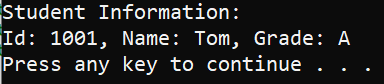 Student Information:
Id: 1001, Name: Tom, Grade: A
Press any key to continue . . .